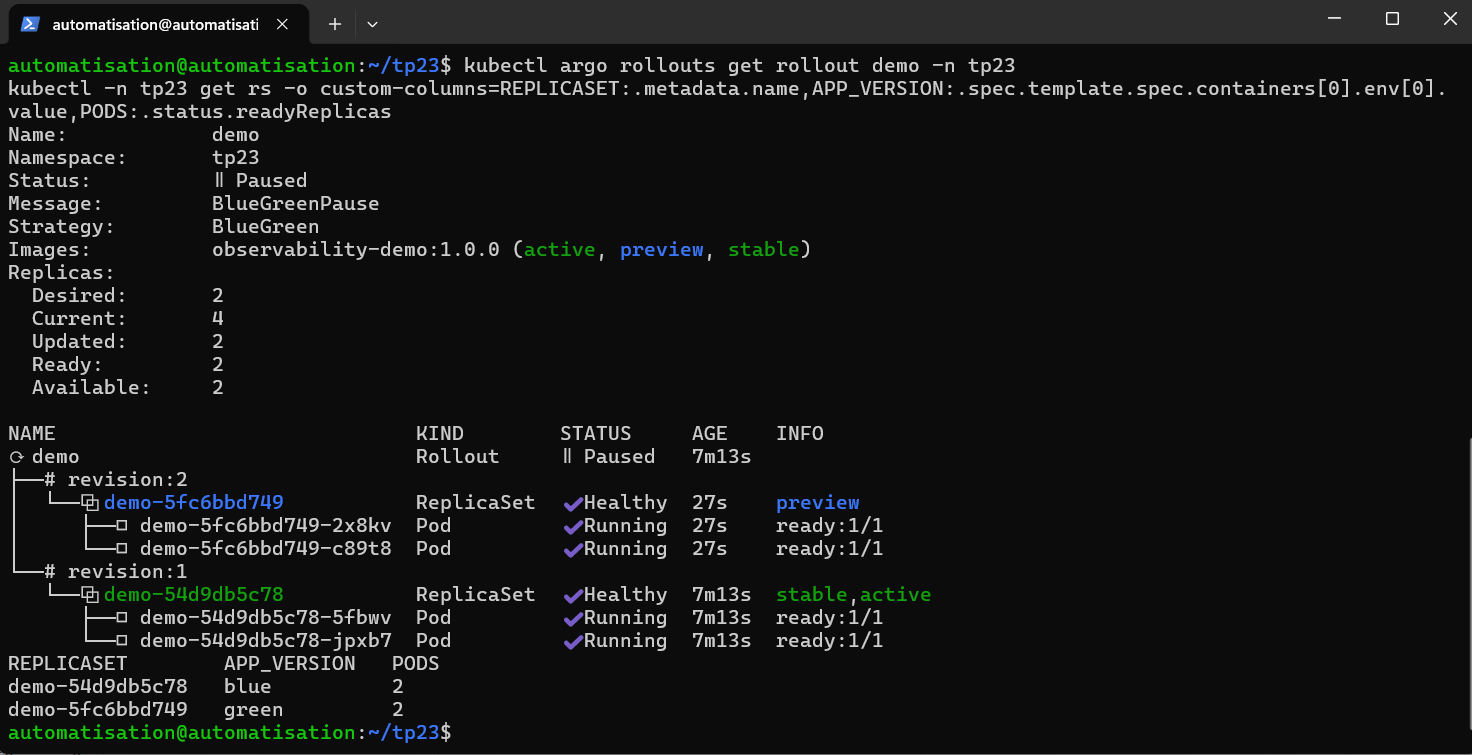 automatisation@automatisati
automatisation@automatisation:~/tp23$ kubectl argo rollouts get rollout demo -n tp23
kubectl -n tp23 get rs -o custom-columns=REPLICASET:.metadata.name,APP_VERSION:.spec.template.spec.containers[0].env[0].
value,PODS:.status.readyReplicas
Name:            demo
Namespace:       tp23
Status:          ॥ Paused
Message:         BlueGreenPause
Strategy:        BlueGreen
Images:          observability-demo:1.0.0 (active, preview, stable)
Replicas:
  Desired:       2
  Current:       4
  Updated:       2
  Ready:         2
  Available:     2
NAME                              KIND        STATUS     AGE    INFO
⟳ demo                            Rollout     ॥ Paused   7m13s
├──# revision:2
│  └──⧉ demo-5fc6bbd749           ReplicaSet  ✔ Healthy  27s    preview
│     ├──□ demo-5fc6bbd749-2x8kv  Pod         ✔ Running  27s    ready:1/1
│     └──□ demo-5fc6bbd749-c89t8  Pod         ✔ Running  27s    ready:1/1
└──# revision:1
   └──⧉ demo-54d9db5c78           ReplicaSet  ✔ Healthy  7m13s  stable,active
      ├──□ demo-54d9db5c78-5fbwv  Pod         ✔ Running  7m13s  ready:1/1
      └──□ demo-54d9db5c78-jpxb7  Pod         ✔ Running  7m13s  ready:1/1
REPLICASET        APP_VERSION   PODS
demo-54d9db5c78   blue          2
demo-5fc6bbd749   green         2
automatisation@automatisation:~/tp23$